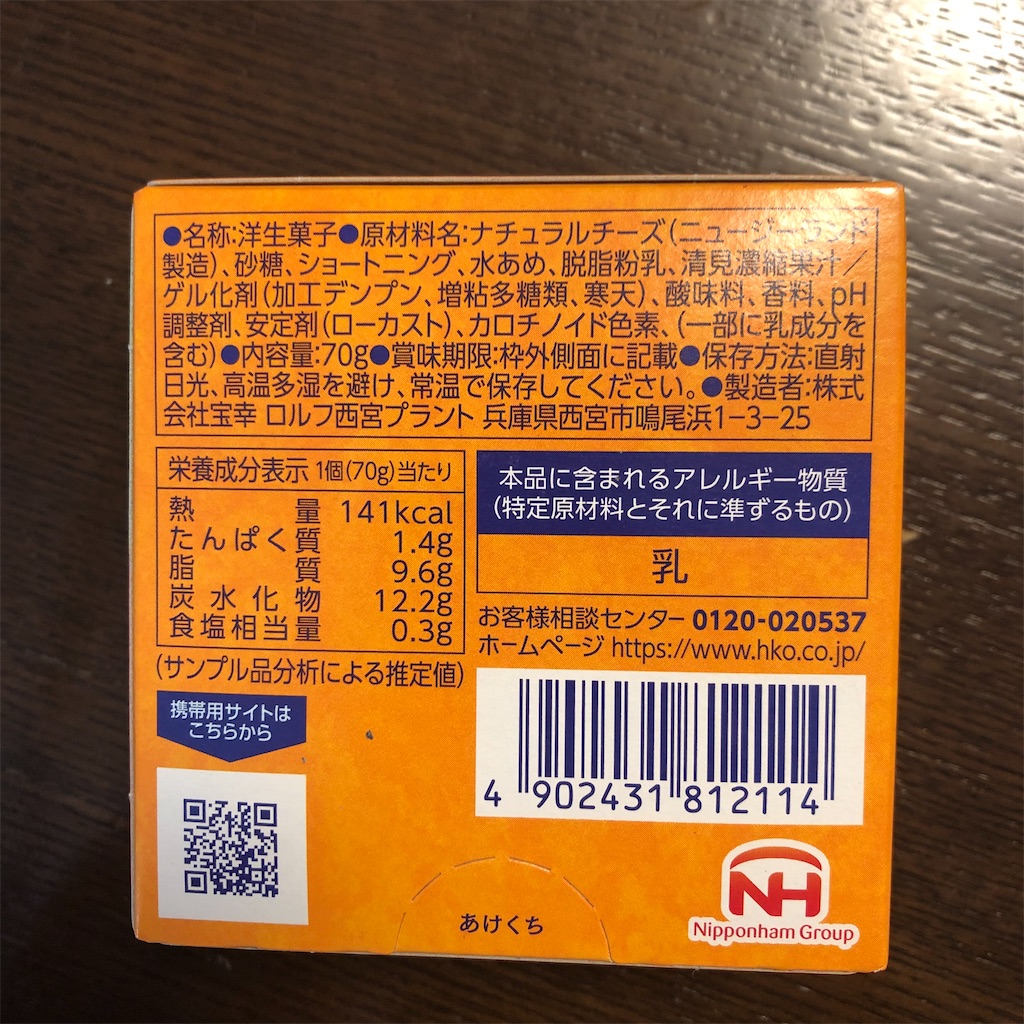 ●名称:洋生菓子●原材料名:ナチュラルチーズ(ニュージーランド
製造)、砂糖、ショートニング、水あめ、脱脂粉乳、清見濃縮果汁/
ゲル化剤(加工デンプン、増粘多糖類、寒天)、酸味料、香料、pH
調整剤、安定剤(ローカスト)、カロチノイド色素、(一部に乳成分を
含む)●内容量:70g●賞味期限:枠外側面に記載●保存方法:直射
日光、高温多湿を避け、常温で保存してください。●製造者:株式
会社宝幸 ロルフ西宮プラント 兵庫県西宮市鳴尾浜1-3-25
栄養成分表示 1個(70g)当たり
熱量 141kcal
たんぱく質 1.4g
脂質 9.6g
炭水化物 12.2g
食塩相当量 0.3g
(サンプル品分析による推定値)
本品に含まれるアレルギー物質
(特定原材料とそれに準ずるもの)
乳
お客様相談センター 0120-020537
ホームページ https://www.hko.co.jp/
携帯用サイトは
こちらから
4 902431 812114
あけくち
NH
Nipponham Group